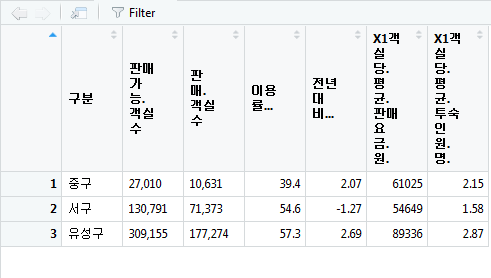 Filter
구분 판매 가 능. 객실 수 판 매. 객실 수 이용 률... 전년 대 비... X1객 실 당. 평 균. 판매 요 금. 원. X1객 실 당. 평 균. 투숙 인 원. 명.
1 중구 27,010 10,631 39.4 2.07 61025 2.15
2 서구 130,791 71,373 54.6 -1.27 54649 1.58
3 유성구 309,155 177,274 57.3 2.69 89336 2.87